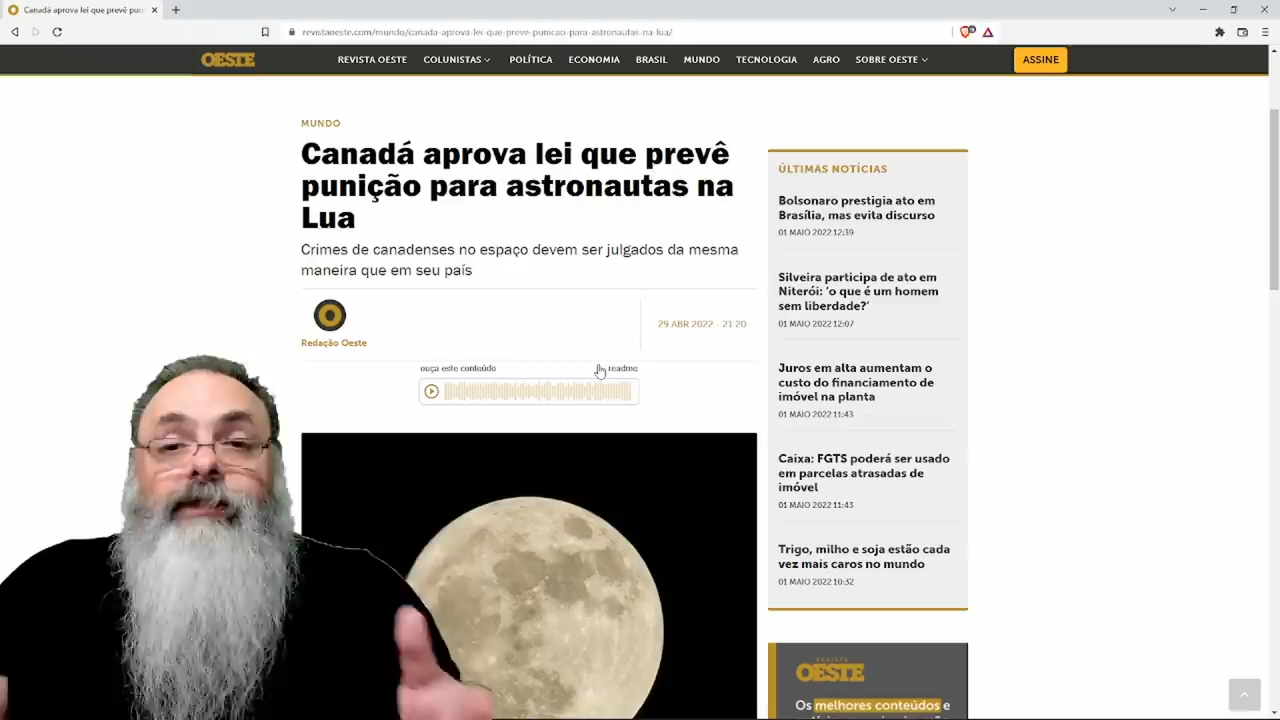 Canadá aprova lei que prevê pun
revistaoeste.com/mundo/canada-aprova-lei-que-preve-punicao-para-astronautas-na-lua/
OESTE
REVISTA OESTE
COLUNISTAS
POLÍTICA
ECONOMIA
BRASIL
MUNDO
TECNOLOGIA
AGRO
SOBRE OESTE
ASSINE
MUNDO
Canadá aprova lei que prevê
punição para astronautas na
Lua
Crimes de canadenses no espaço devem ser julgados da mesma
maneira que em seu país
Redação Oeste
29 ABR 2022 - 21:20
ouça este conteúdo
readme
ÚLTIMAS NOTÍCIAS
Bolsonaro prestigia ato em
Brasília, mas evita discurso
01 MAIO 2022 12:39
Silveira participa de ato em
Niterói: ‘o que é um homem
sem liberdade?’
01 MAIO 2022 12:07
Juros em alta aumentam o
custo do financiamento de
imóvel na planta
01 MAIO 2022 11:43
Caixa: FGTS poderá ser usado
em parcelas atrasadas de
imóvel
01 MAIO 2022 11:43
Trigo, milho e soja estão cada
vez mais caros no mundo
01 MAIO 2022 10:32
REVISTA
OESTE
Os melhores conteúdos e